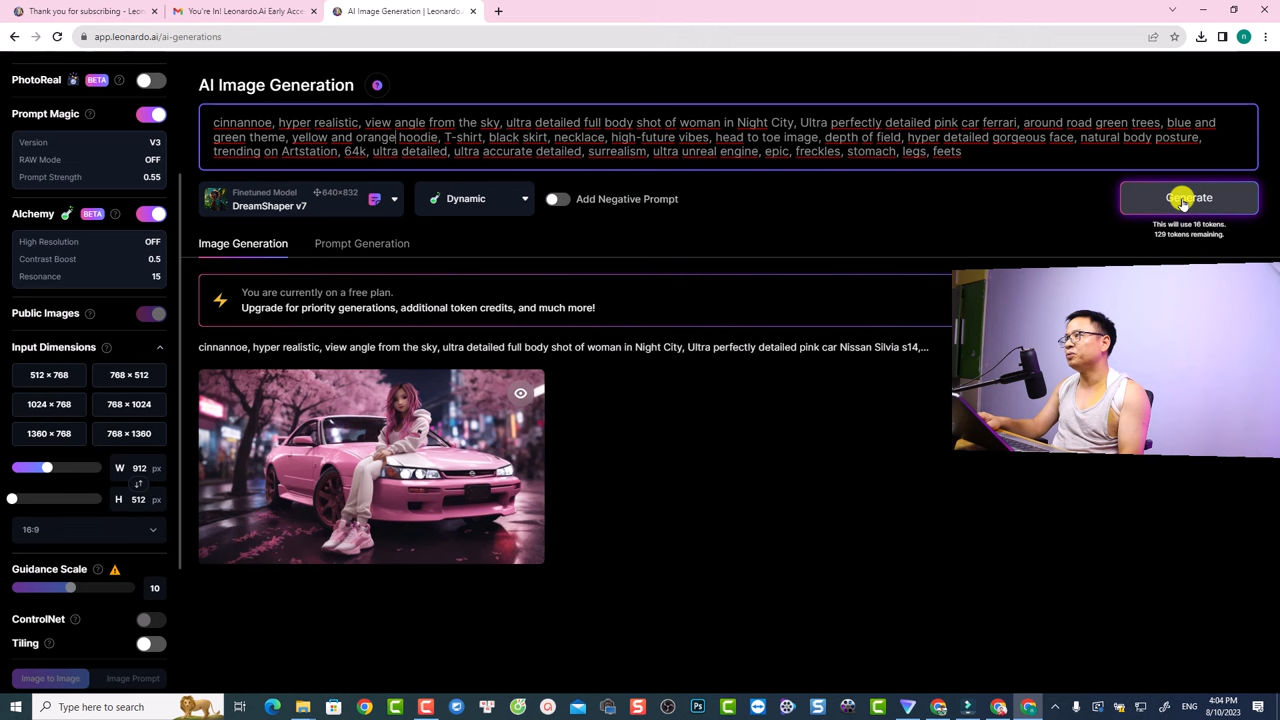 Thank you for subscribing - Leon
You're In! Leonardo.Ai Early Acce
AI Image Generation | Leonardo.
app.leonardo.ai/ai-generations
n
PhotoReal BETA
Prompt Magic
Version V3
RAW Mode OFF
Prompt Strength 0.55
Alchemy BETA
High Resolution OFF
Contrast Boost 0.5
Resonance 15
Public Images
Input Dimensions
512 × 768 768 × 512
1024 × 768 768 × 1024
1360 × 768 768 × 1360
W 912 px
H 512 px
16:9
Guidance Scale
10
ControlNet
Tiling
Image to Image Image Prompt
AI Image Generation
cinnannoe, hyper realistic, view angle from the sky, ultra detailed full body shot of woman in Night City, Ultra perfectly detailed pink car ferrari, around road green trees, blue and
green theme, yellow and orange hoodie, T-shirt, black skirt, necklace, high-future vibes, head to toe image, depth of field, hyper detailed gorgeous face, natural body posture,
trending on Artstation, 64k, ultra detailed, ultra accurate detailed, surrealism, ultra unreal engine, epic, freckles, stomach, legs, feets
Finetuned Model 640×832
DreamShaper v7
Dynamic
Add Negative Prompt
Generate
This will use 16 tokens.
129 tokens remaining.
Image Generation Prompt Generation
You are currently on a free plan.
Upgrade for priority generations, additional token credits, and much more!
cinnannoe, hyper realistic, view angle from the sky, ultra detailed full body shot of woman in Night City, Ultra perfectly detailed pink car Nissan Silvia s14,...
Type here to search
4:04 PM
8/10/2023